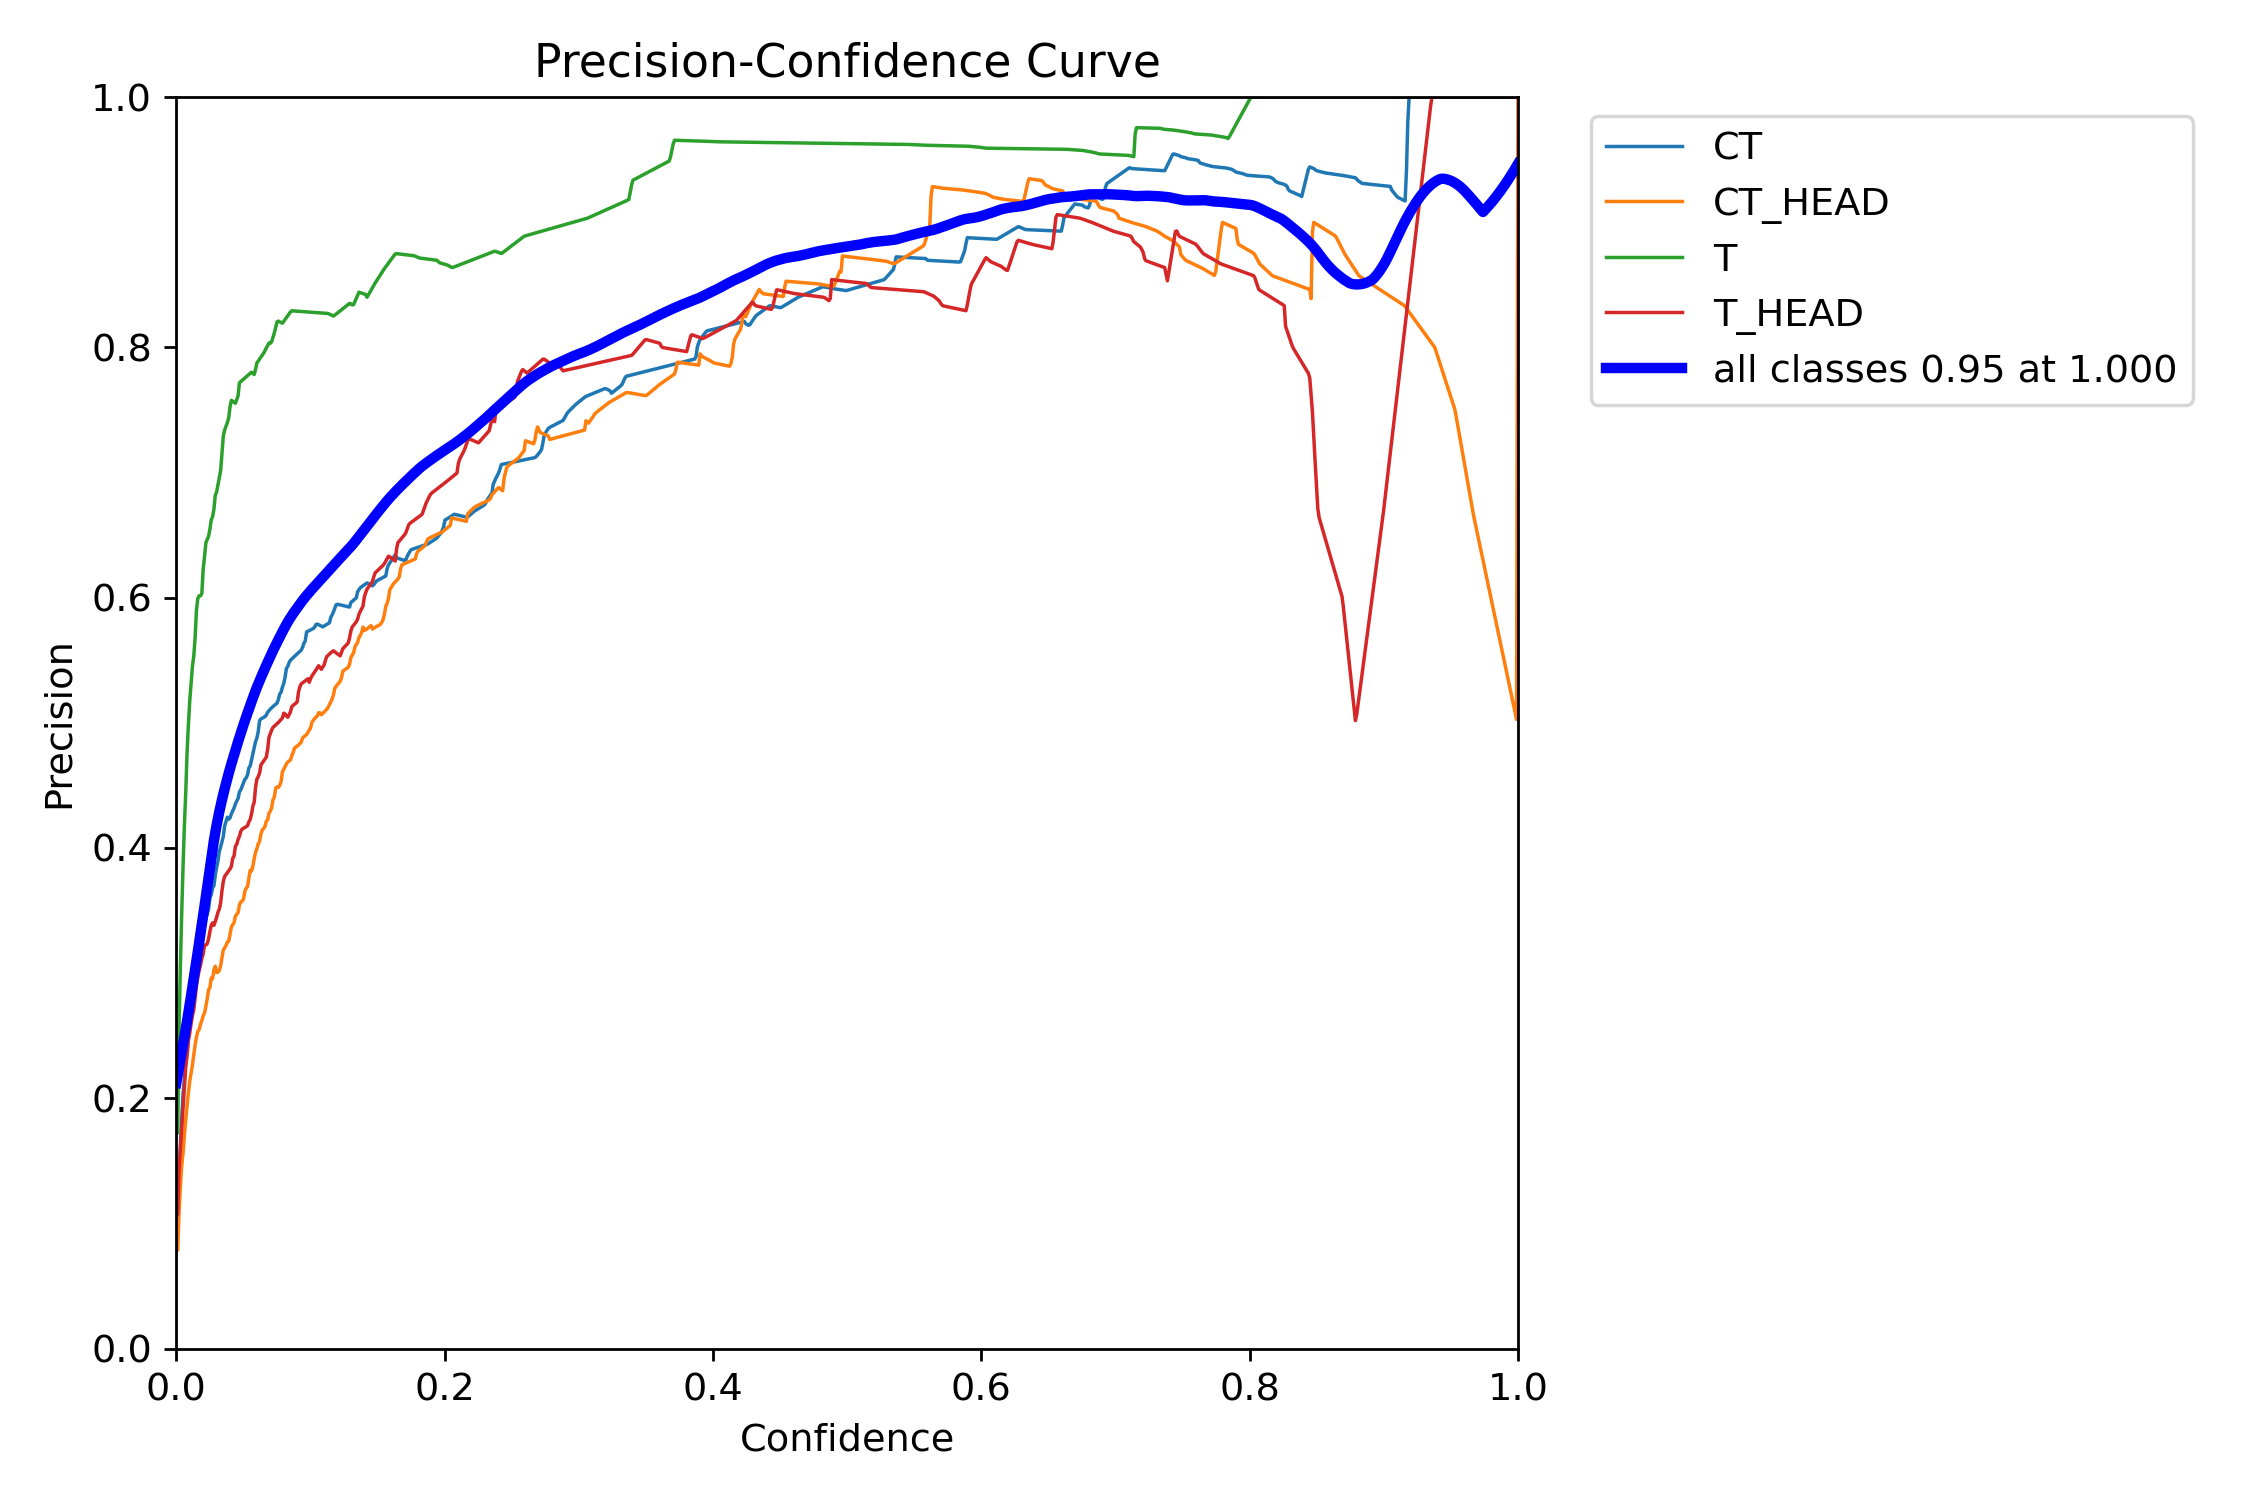 Precision-Confidence Curve
1.0
0.8
0.6
0.4
0.2
0.0
Precision
0.0 0.2 0.4 0.6 0.8 1.0
Confidence
CT
CT_HEAD
T
T_HEAD
all classes 0.95 at 1.000